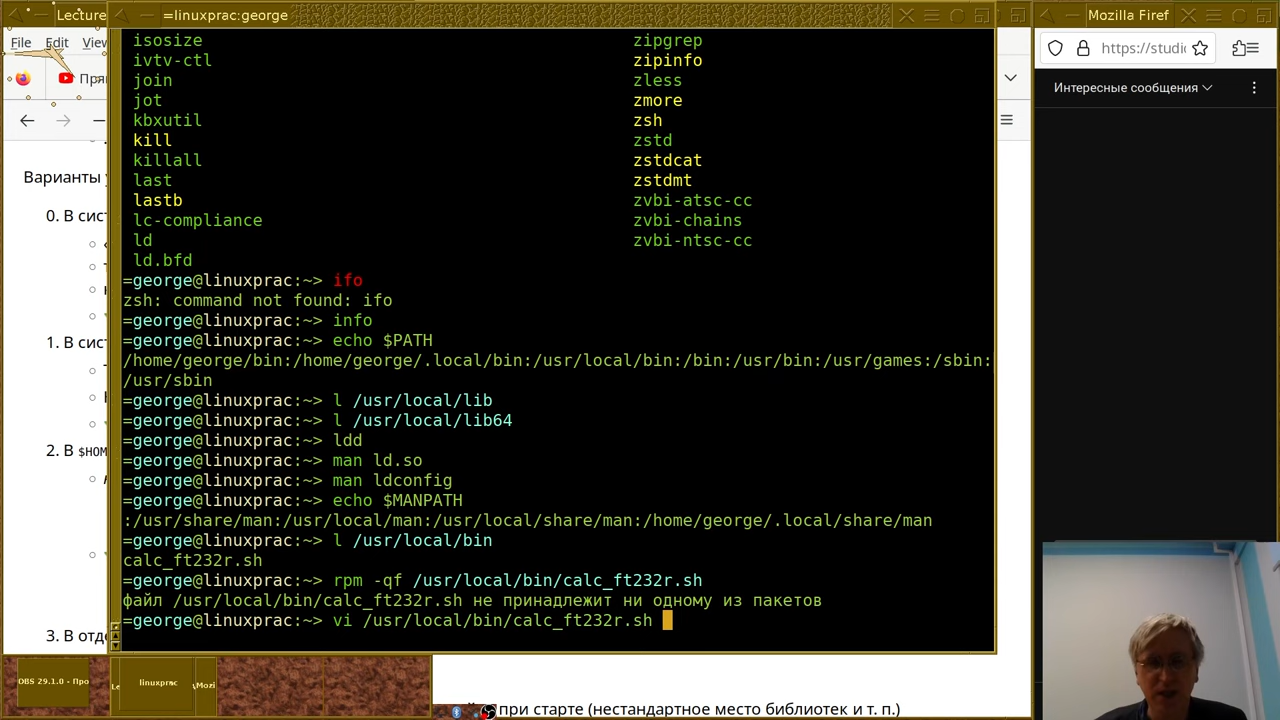 Lecture
=linuxprac:george
Mozilla Firef
File Edit View
https://studi
Интересные сообщения
Варианты
0. В сис
1. В сис
2. В $HOM
3. В отд
isosize zipgrep
ivtv-ctl zipinfo
join zless
jot zmore
kbxutil zsh
kill zstd
killall zstdcat
last zstdmt
lastb zvbi-atsc-cc
lc-compliance zvbi-chains
ld zvbi-ntsc-cc
ld.bfd
=george@linuxprac:~> ifo
zsh: command not found: ifo
=george@linuxprac:~> info
=george@linuxprac:~> echo $PATH
/home/george/bin:/home/george/.local/bin:/usr/local/bin:/bin:/usr/bin:/usr/games:/sbin:
/usr/sbin
=george@linuxprac:~> l /usr/local/lib
=george@linuxprac:~> l /usr/local/lib64
=george@linuxprac:~> ldd
=george@linuxprac:~> man ld.so
=george@linuxprac:~> man ldconfig
=george@linuxprac:~> echo $MANPATH
:/usr/share/man:/usr/local/man:/usr/local/share/man:/home/george/.local/share/man
=george@linuxprac:~> l /usr/local/bin
calc_ft232r.sh
=george@linuxprac:~> rpm -qf /usr/local/bin/calc_ft232r.sh
файл /usr/local/bin/calc_ft232r.sh не принадлежит ни одному из пакетов
=george@linuxprac:~> vi /usr/local/bin/calc_ft232r.sh
OBS 29.1.0 - Про
linuxprac
при старте (нестандартное место библиотек и т. п.)